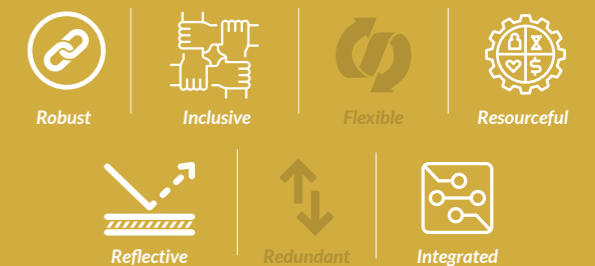 Robust
Inclusive
Flexible
Resourceful
Reflective
Redundant
Integrated